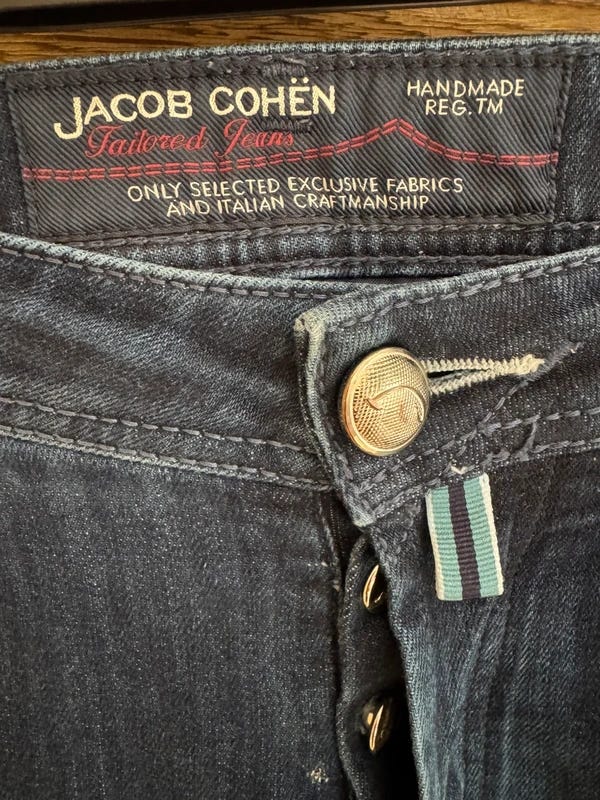 JACOB COHËN
HANDMADE
REG.TM
Tailored Jeans
ONLY SELECTED EXCLUSIVE FABRICS
AND ITALIAN CRAFTMANSHIP